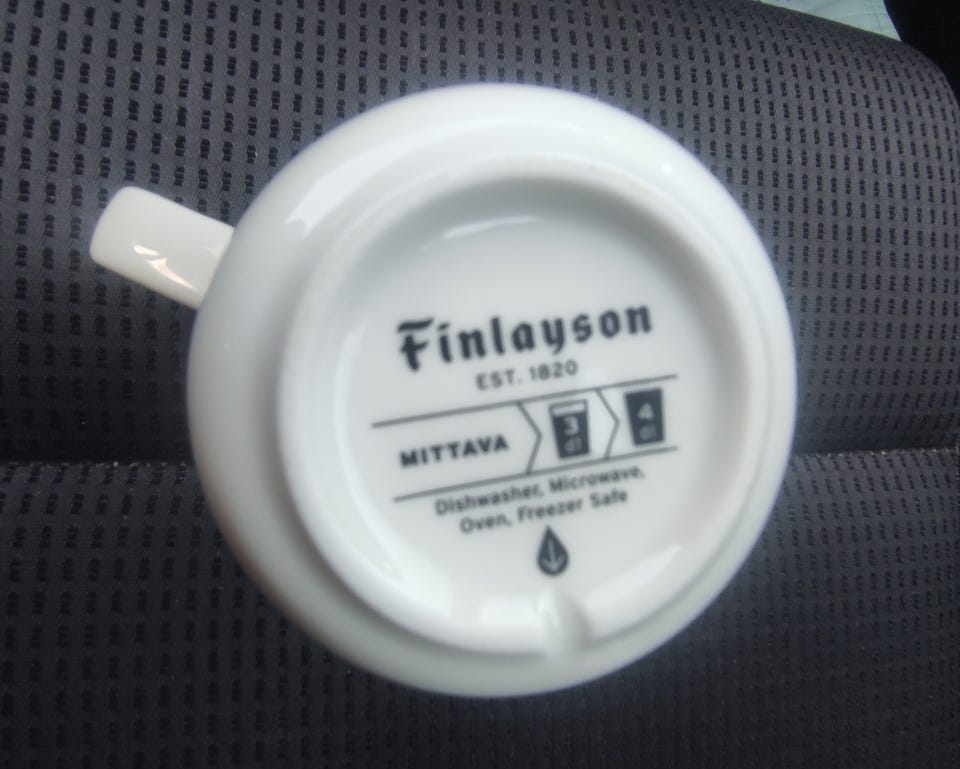 Finlayson
EST. 1820
MITTAVA 3 dl 4 dl
Dishwasher, Microwave,
Oven, Freezer Safe